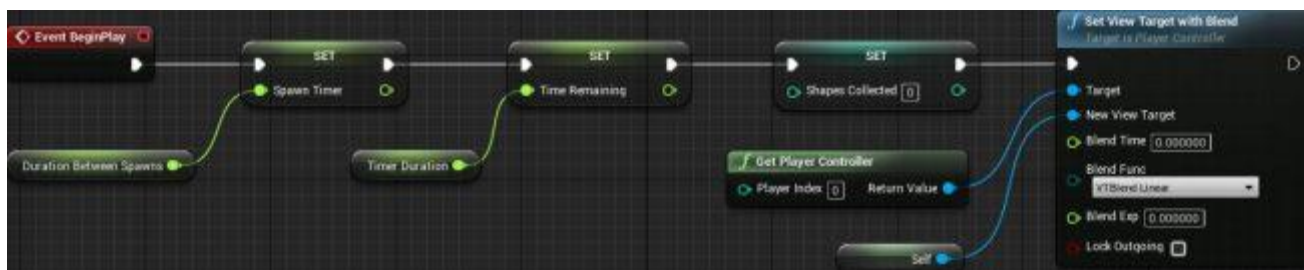 Event BeginPlay
SET
Spawn Timer
Duration Between Spawns
SET
Time Remaining
Timer Duration
SET
Shapes Collected 0
f Get Player Controller
Player Index 0 Return Value
Self
f Set View Target with Blend
Target is Player Controller
Target
New View Target
Blend Time 0.000000
Blend Func
VTBlend Linear
Blend Exp 0.000000
Lock Outgoing